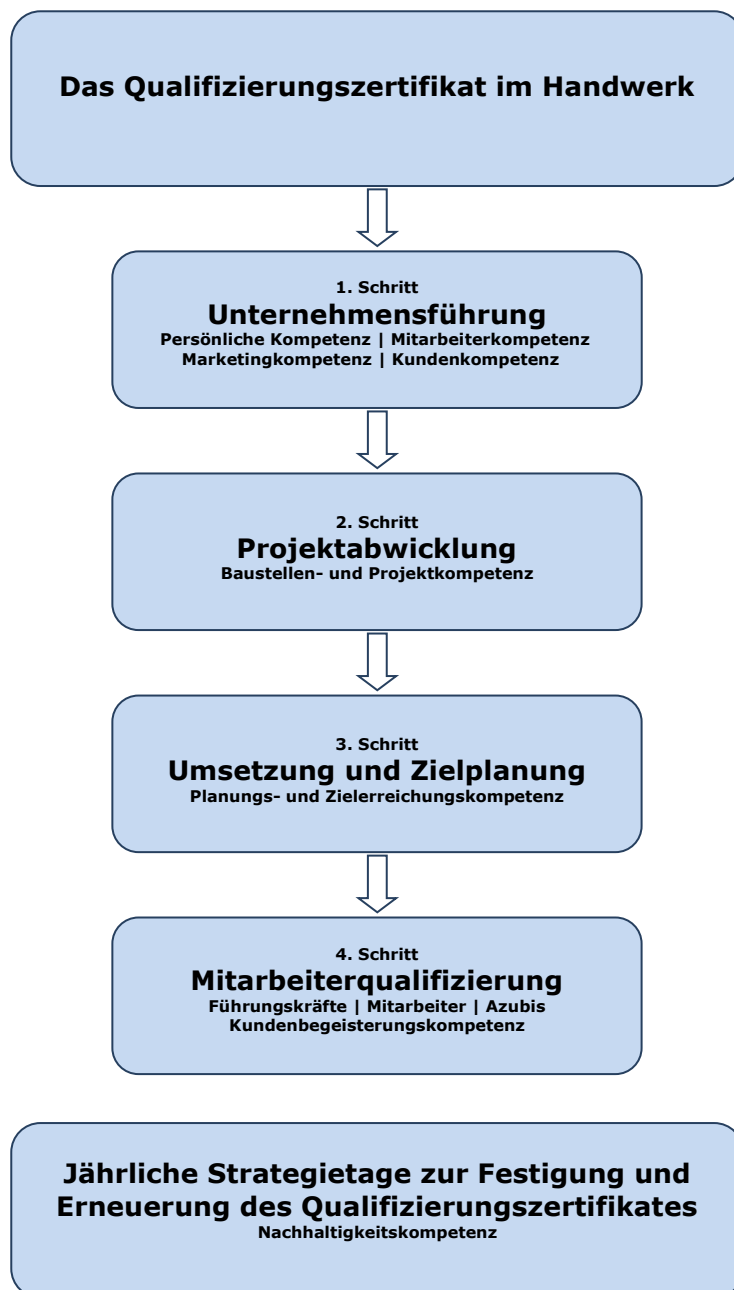 Das Qualifizierungszertifikat im Handwerk
1. Schritt
Unternehmensführung
Persönliche Kompetenz | Mitarbeiterkompetenz
Marketingkompetenz | Kundenkompetenz
2. Schritt
Projektabwicklung
Baustellen- und Projektkompetenz
3. Schritt
Umsetzung und Zielplanung
Planungs- und Zielerreichungskompetenz
4. Schritt
Mitarbeiterqualifizierung
Führungskräfte | Mitarbeiter | Azubis
Kundenbegeisterungskompetenz
Jährliche Strategietage zur Festigung und
Erneuerung des Qualifizierungszertifikates
Nachhaltigkeitskompetenz